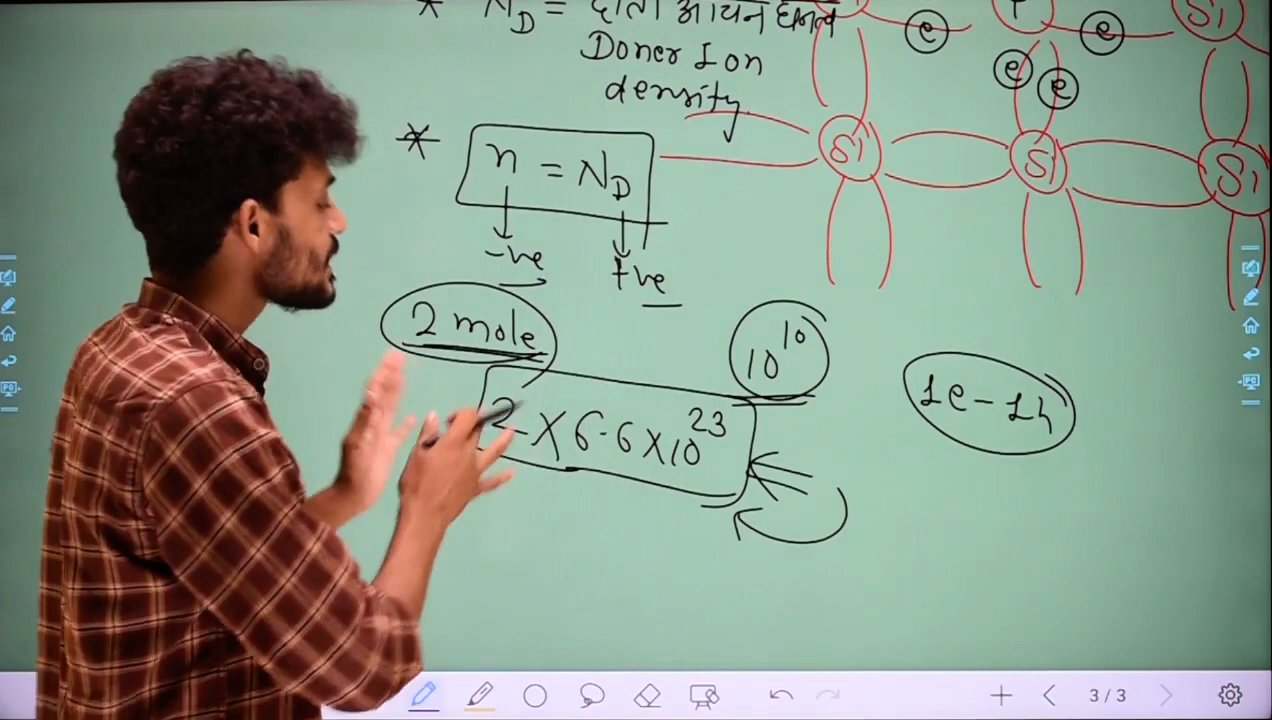 * N_D = दाता आयन घनत्व
Doner Ion
density
* n = N_D
-ve +ve
2 mole
10^10
2 × 6.6 × 10^23
1e - 1h
e e
e e
P Si
Si Si Si
3 / 3